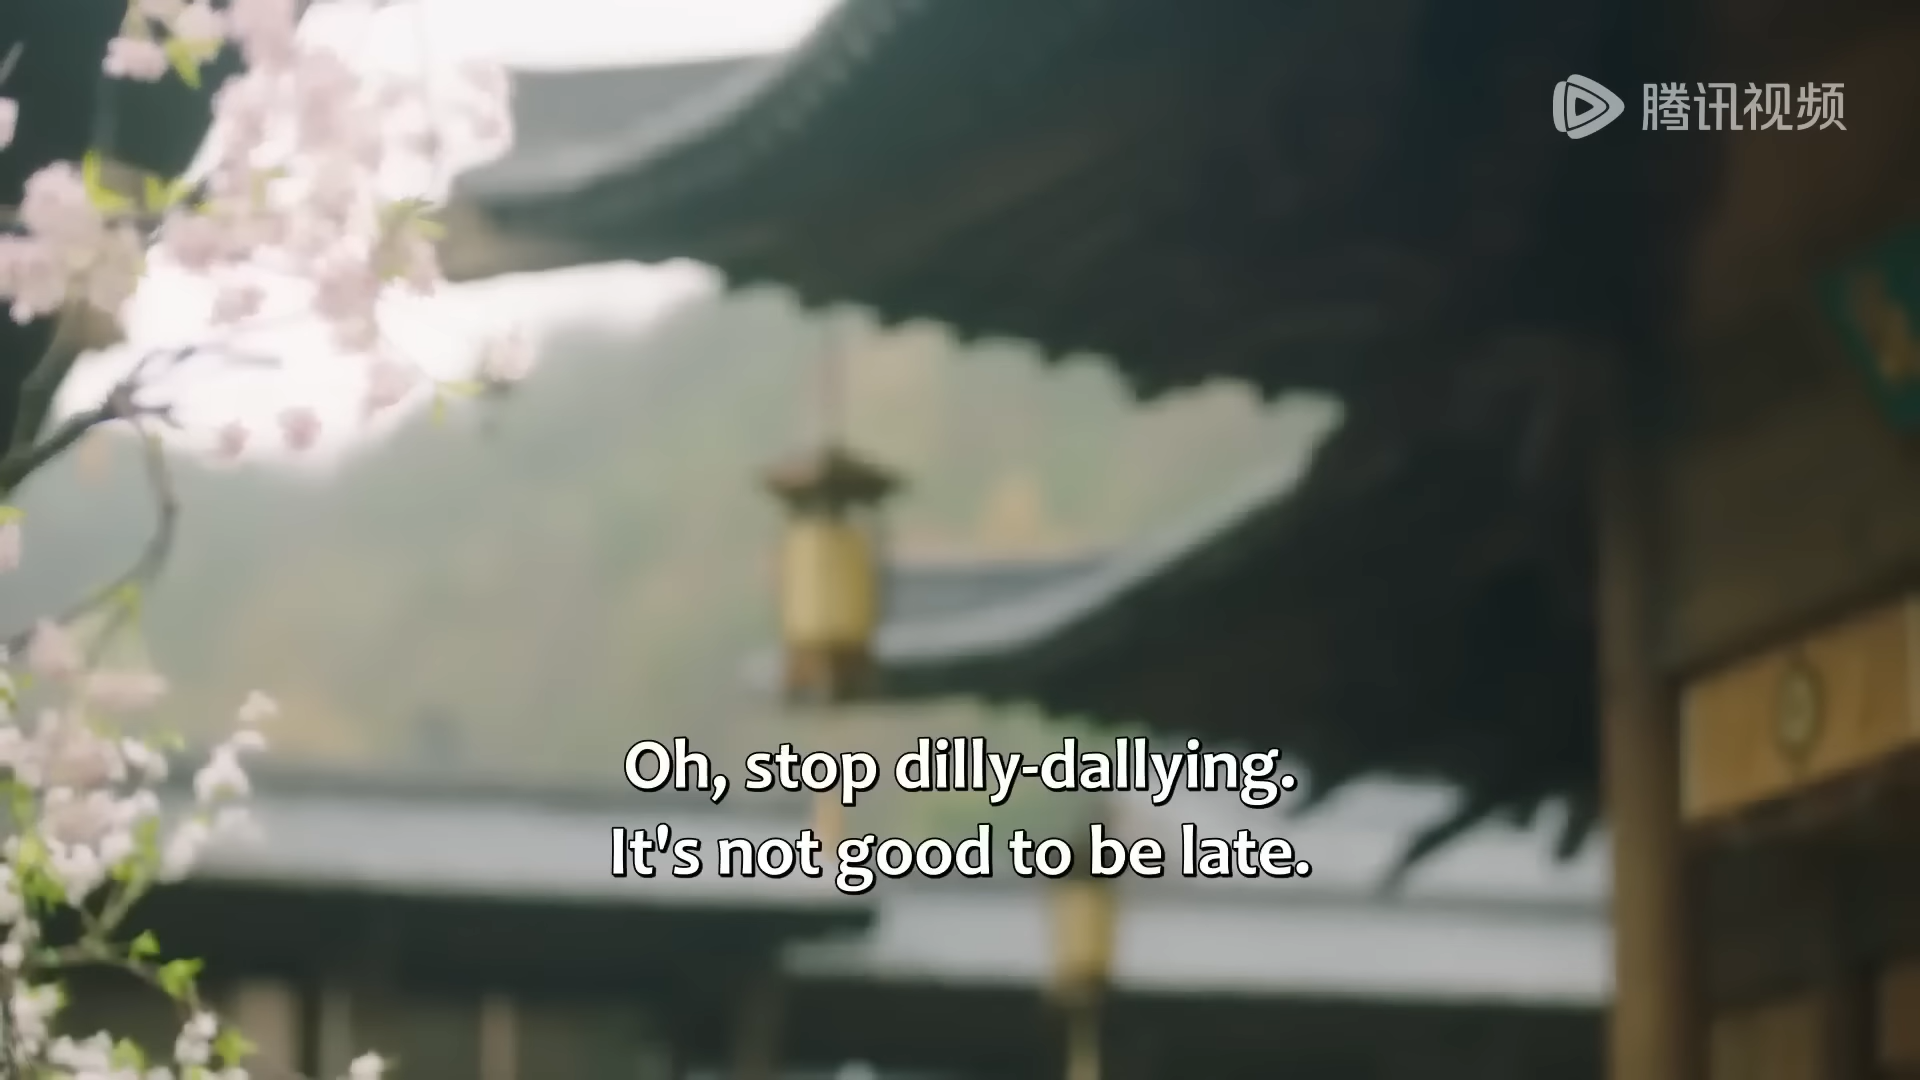 腾讯视频
Oh, stop dilly-dallying.
It's not good to be late.